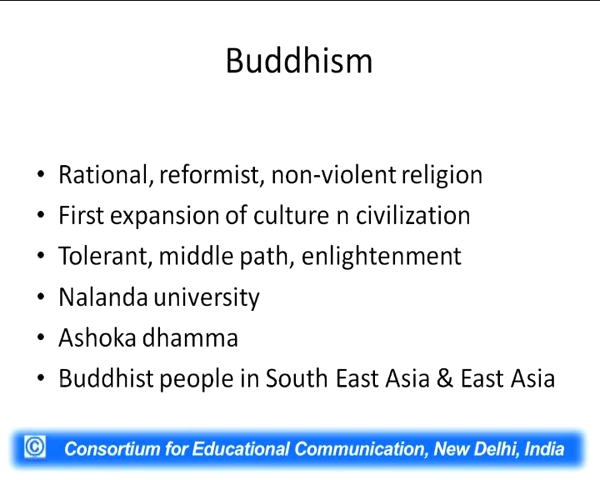 Buddhism
• Rational, reformist, non-violent religion
• First expansion of culture n civilization
• Tolerant, middle path, enlightenment
• Nalanda university
• Ashoka dhamma
• Buddhist people in South East Asia & East Asia
© Consortium for Educational Communication, New Delhi, India